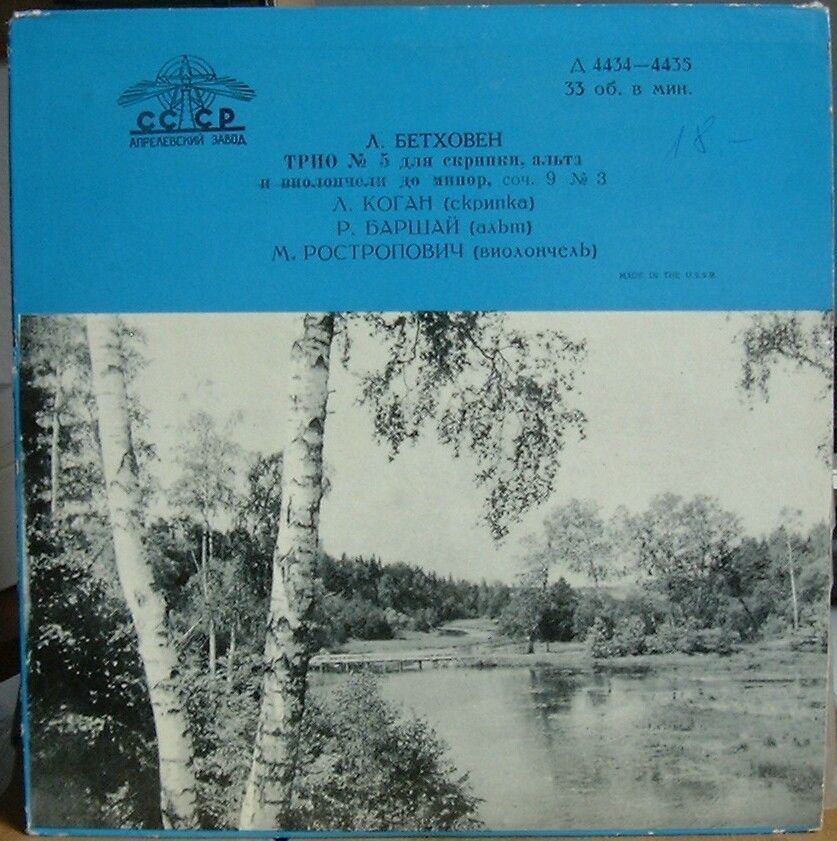 СССР
АПРЕЛЕВСКИЙ ЗАВОД
Д 4434—4435
33 об. в мин.
18.-
Л. БЕТХОВЕН
ТРИО № 5 для скрипки, альта
и виолончели до минор, соч. 9 № 3
Л. КОГАН (скрипка)
Р. БАРШАЙ (альт)
М. РОСТРОПОВИЧ (виолончель)
MADE IN THE U.S.S.R.